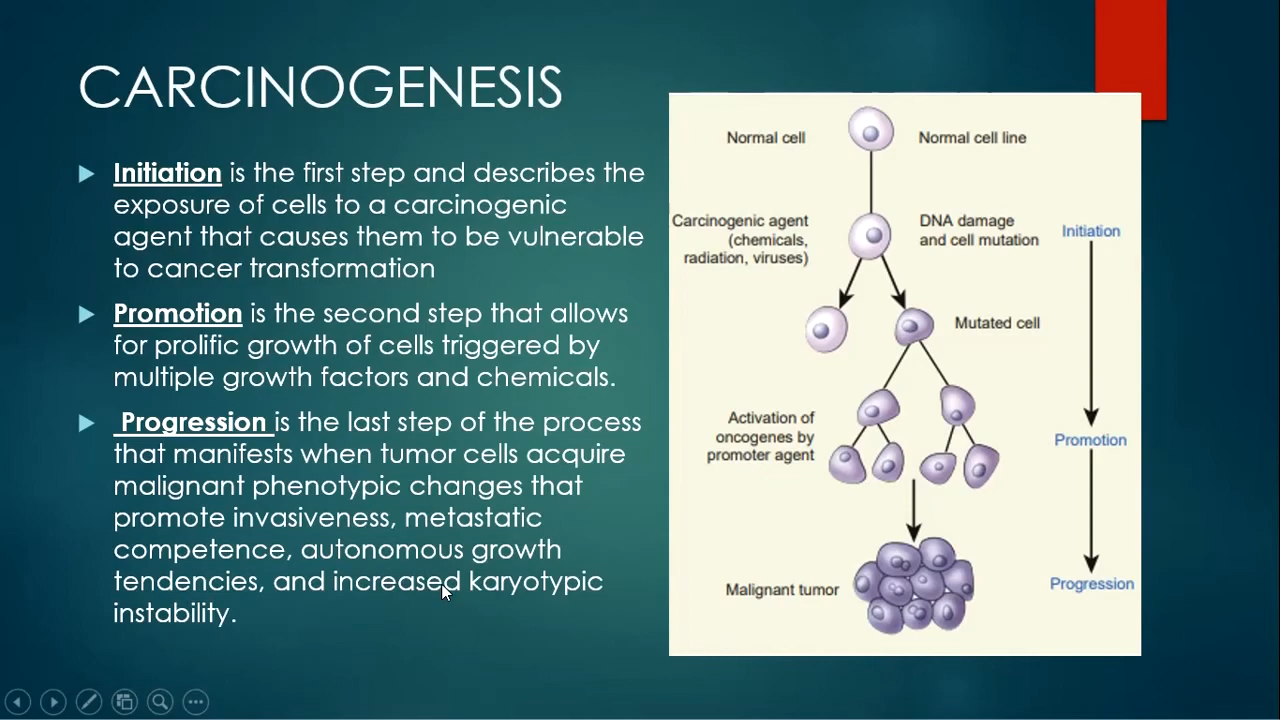 CARCINOGENESIS
Initiation is the first step and describes the
exposure of cells to a carcinogenic
agent that causes them to be vulnerable
to cancer transformation
Promotion is the second step that allows
for prolific growth of cells triggered by
multiple growth factors and chemicals.
Progression is the last step of the process
that manifests when tumor cells acquire
malignant phenotypic changes that
promote invasiveness, metastatic
competence, autonomous growth
tendencies, and increased karyotypic
instability.
Normal cell
Normal cell line
Carcinogenic agent
(chemicals,
radiation, viruses)
DNA damage
and cell mutation
Initiation
Mutated cell
Activation of
oncogenes by
promoter agent
Promotion
Malignant tumor
Progression